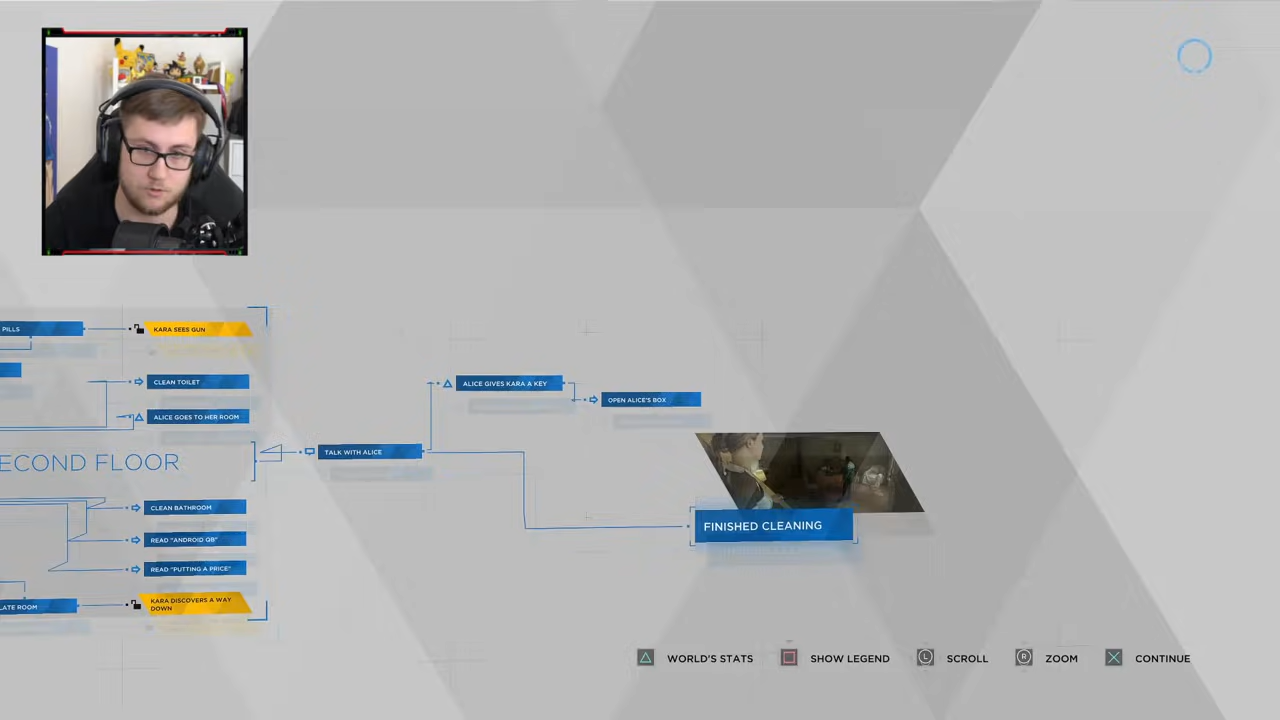 PILLS
KARA SEES GUN
CLEAN TOILET
ALICE GIVES KARA A KEY
OPEN ALICE'S BOX
ALICE GOES TO HER ROOM
TALK WITH ALICE
ECOND FLOOR
CLEAN BATHROOM
FINISHED CLEANING
READ "ANDROID QB"
READ "PUTTING A PRICE"
KARA DISCOVERS A WAY
DOWN
LATE ROOM
WORLD'S STATS
SHOW LEGEND
L
SCROLL
R
ZOOM
CONTINUE